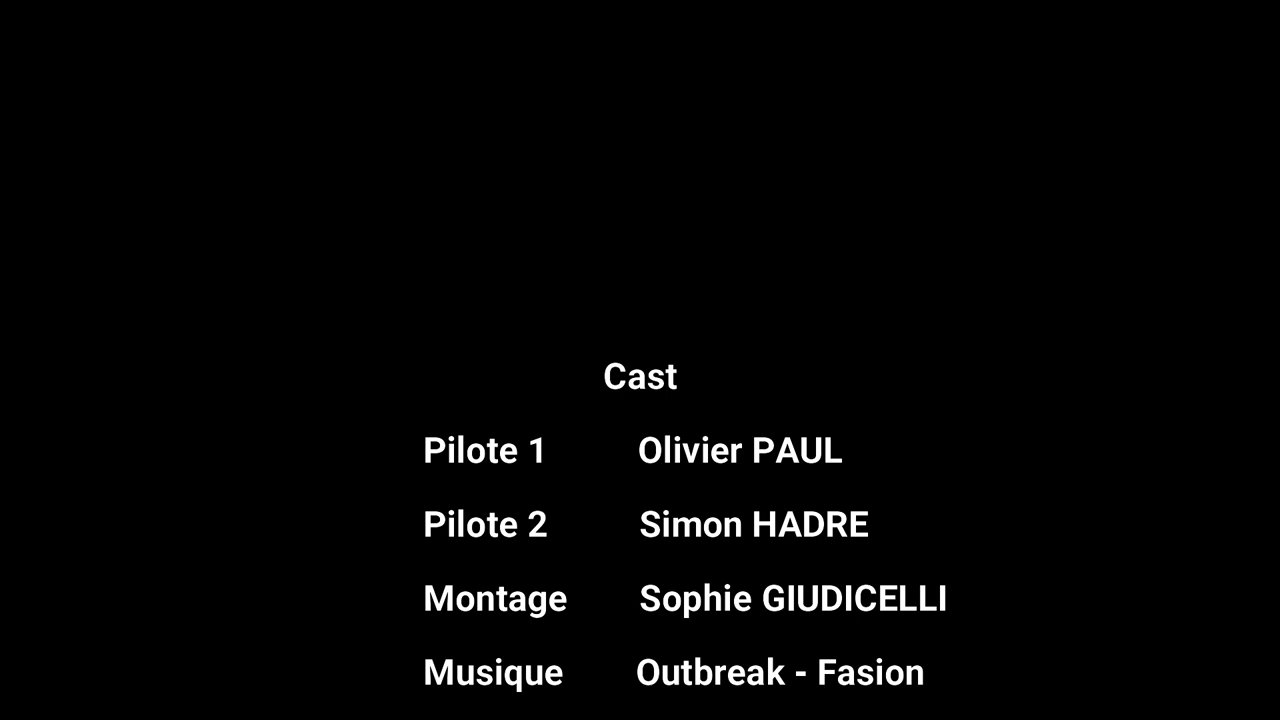 Cast
Pilote 1 Olivier PAUL
Pilote 2 Simon HADRE
Montage Sophie GIUDICELLI
Musique Outbreak - Fasion